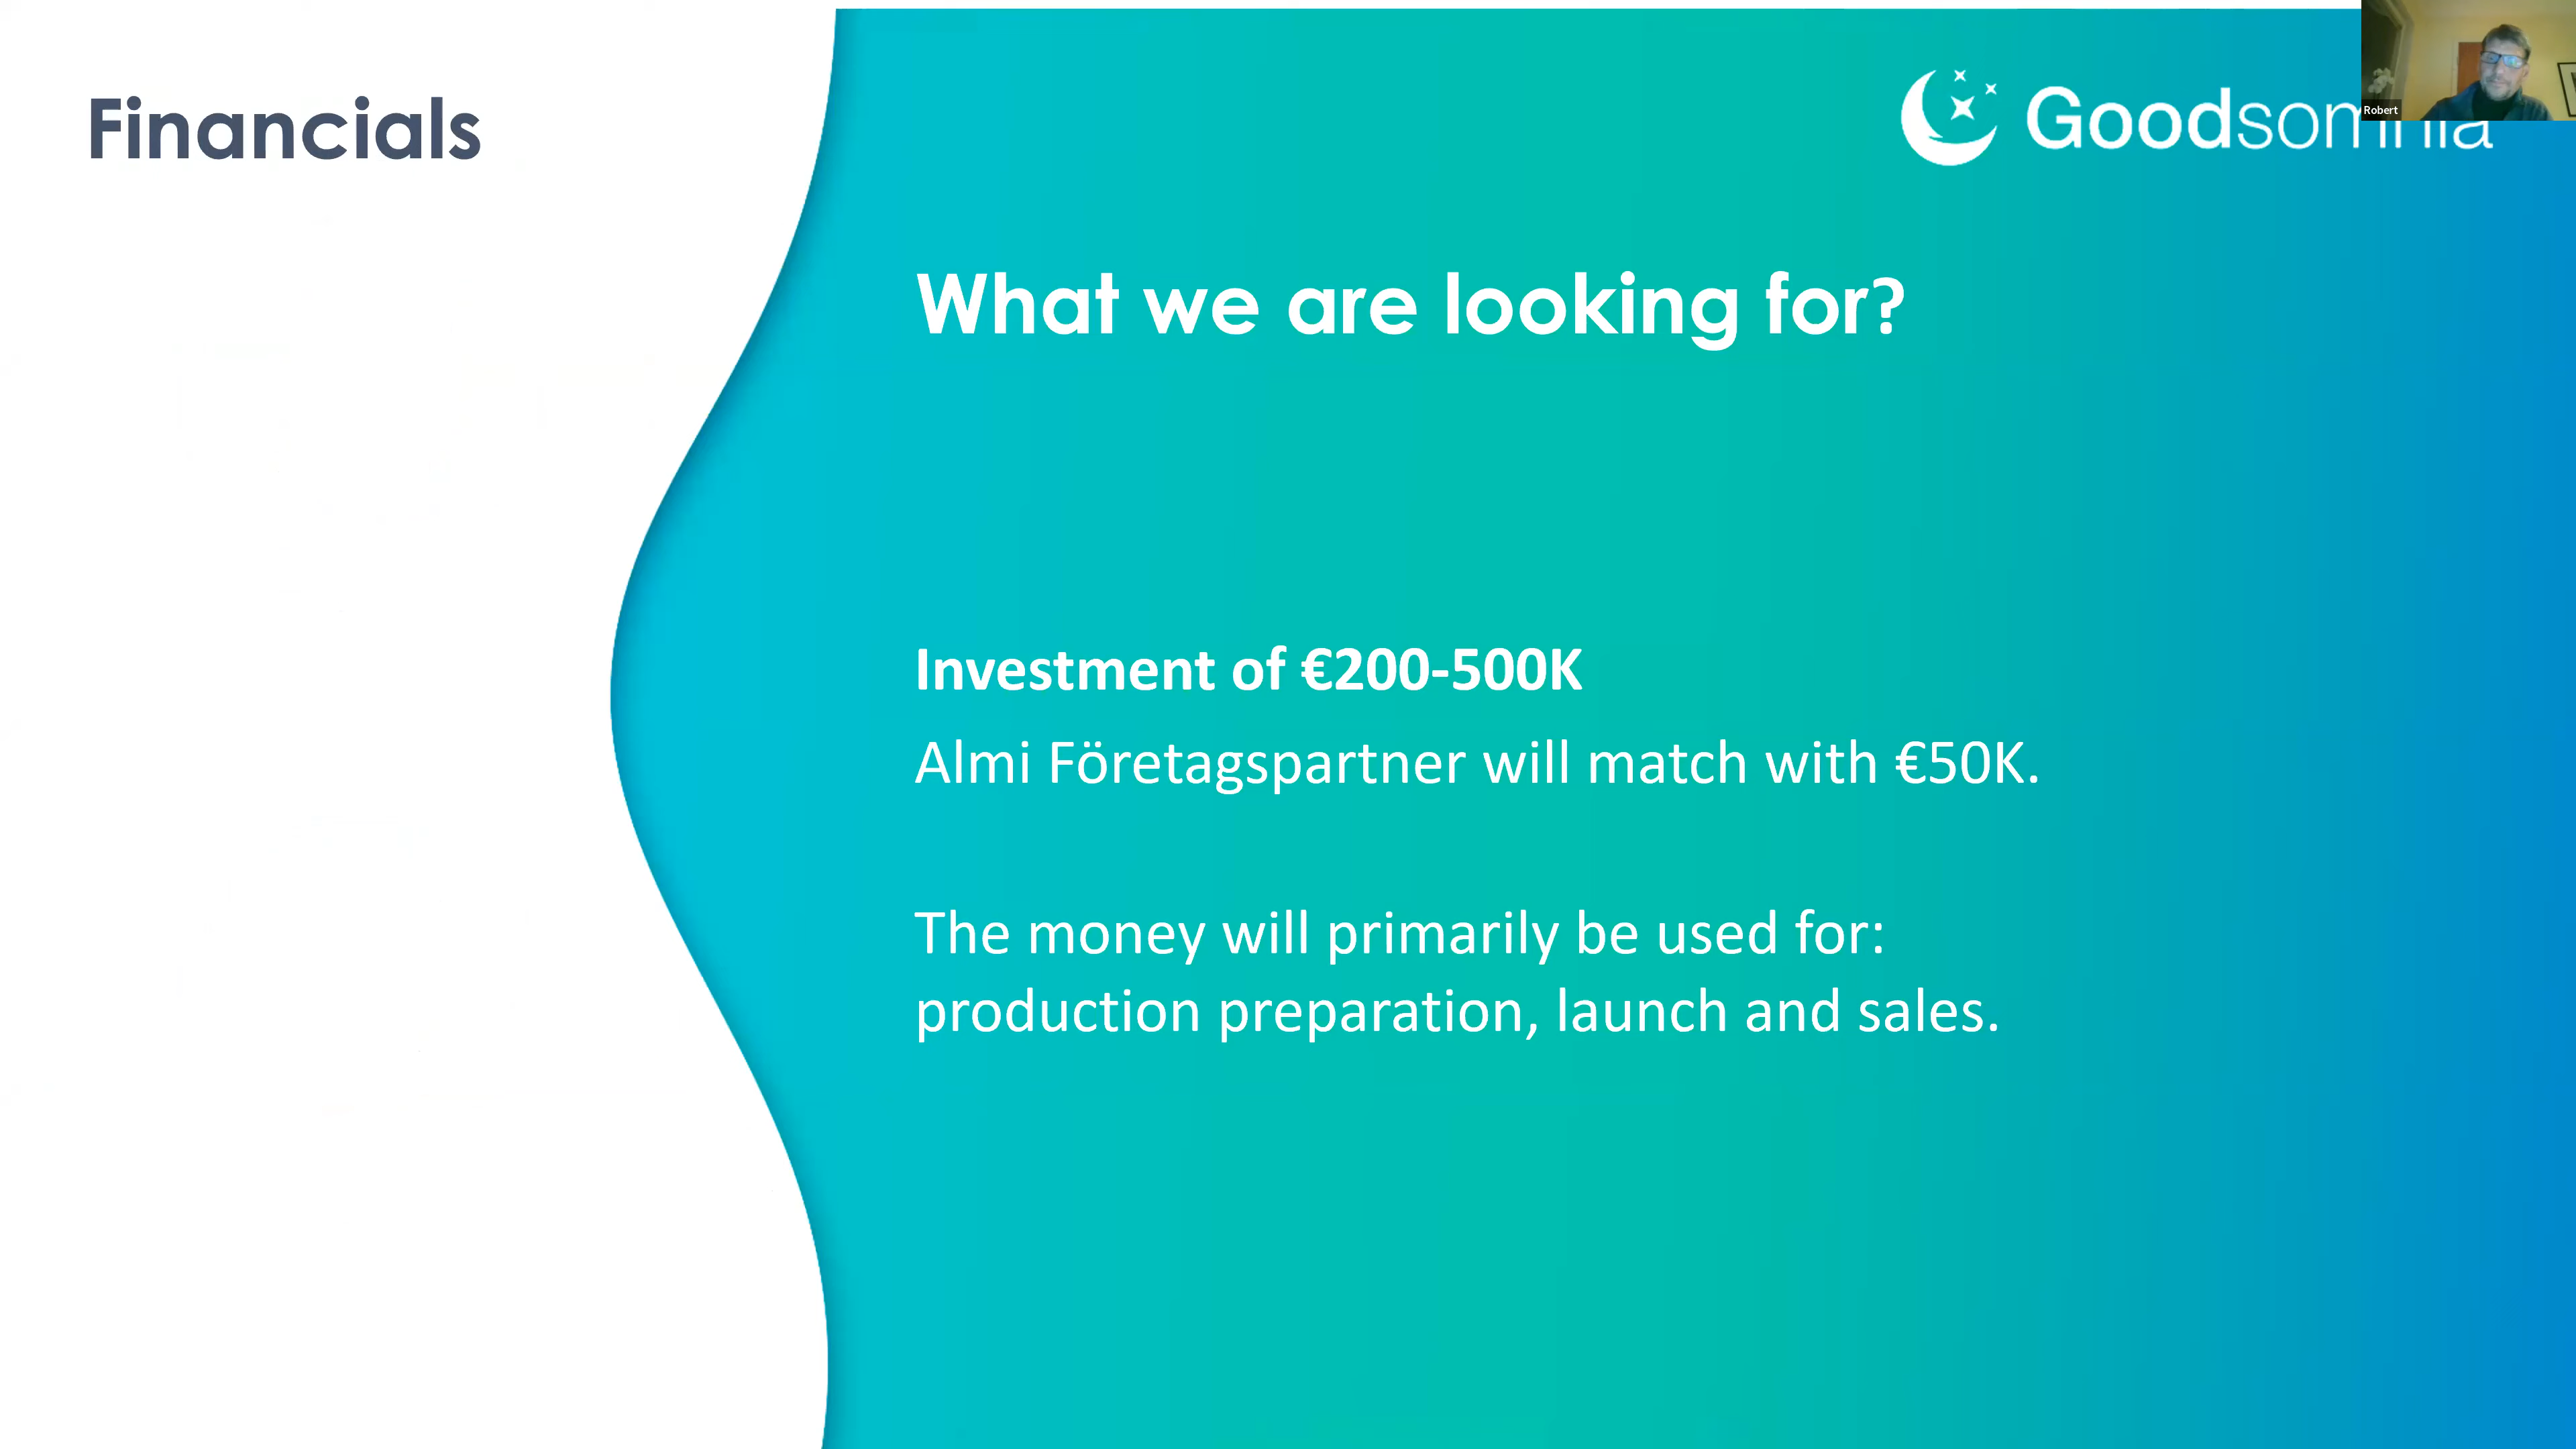 Financials
Goodsomnia
Robert
What we are looking for?
Investment of €200-500K
Almi Företagspartner will match with €50K.
The money will primarily be used for:
production preparation, launch and sales.